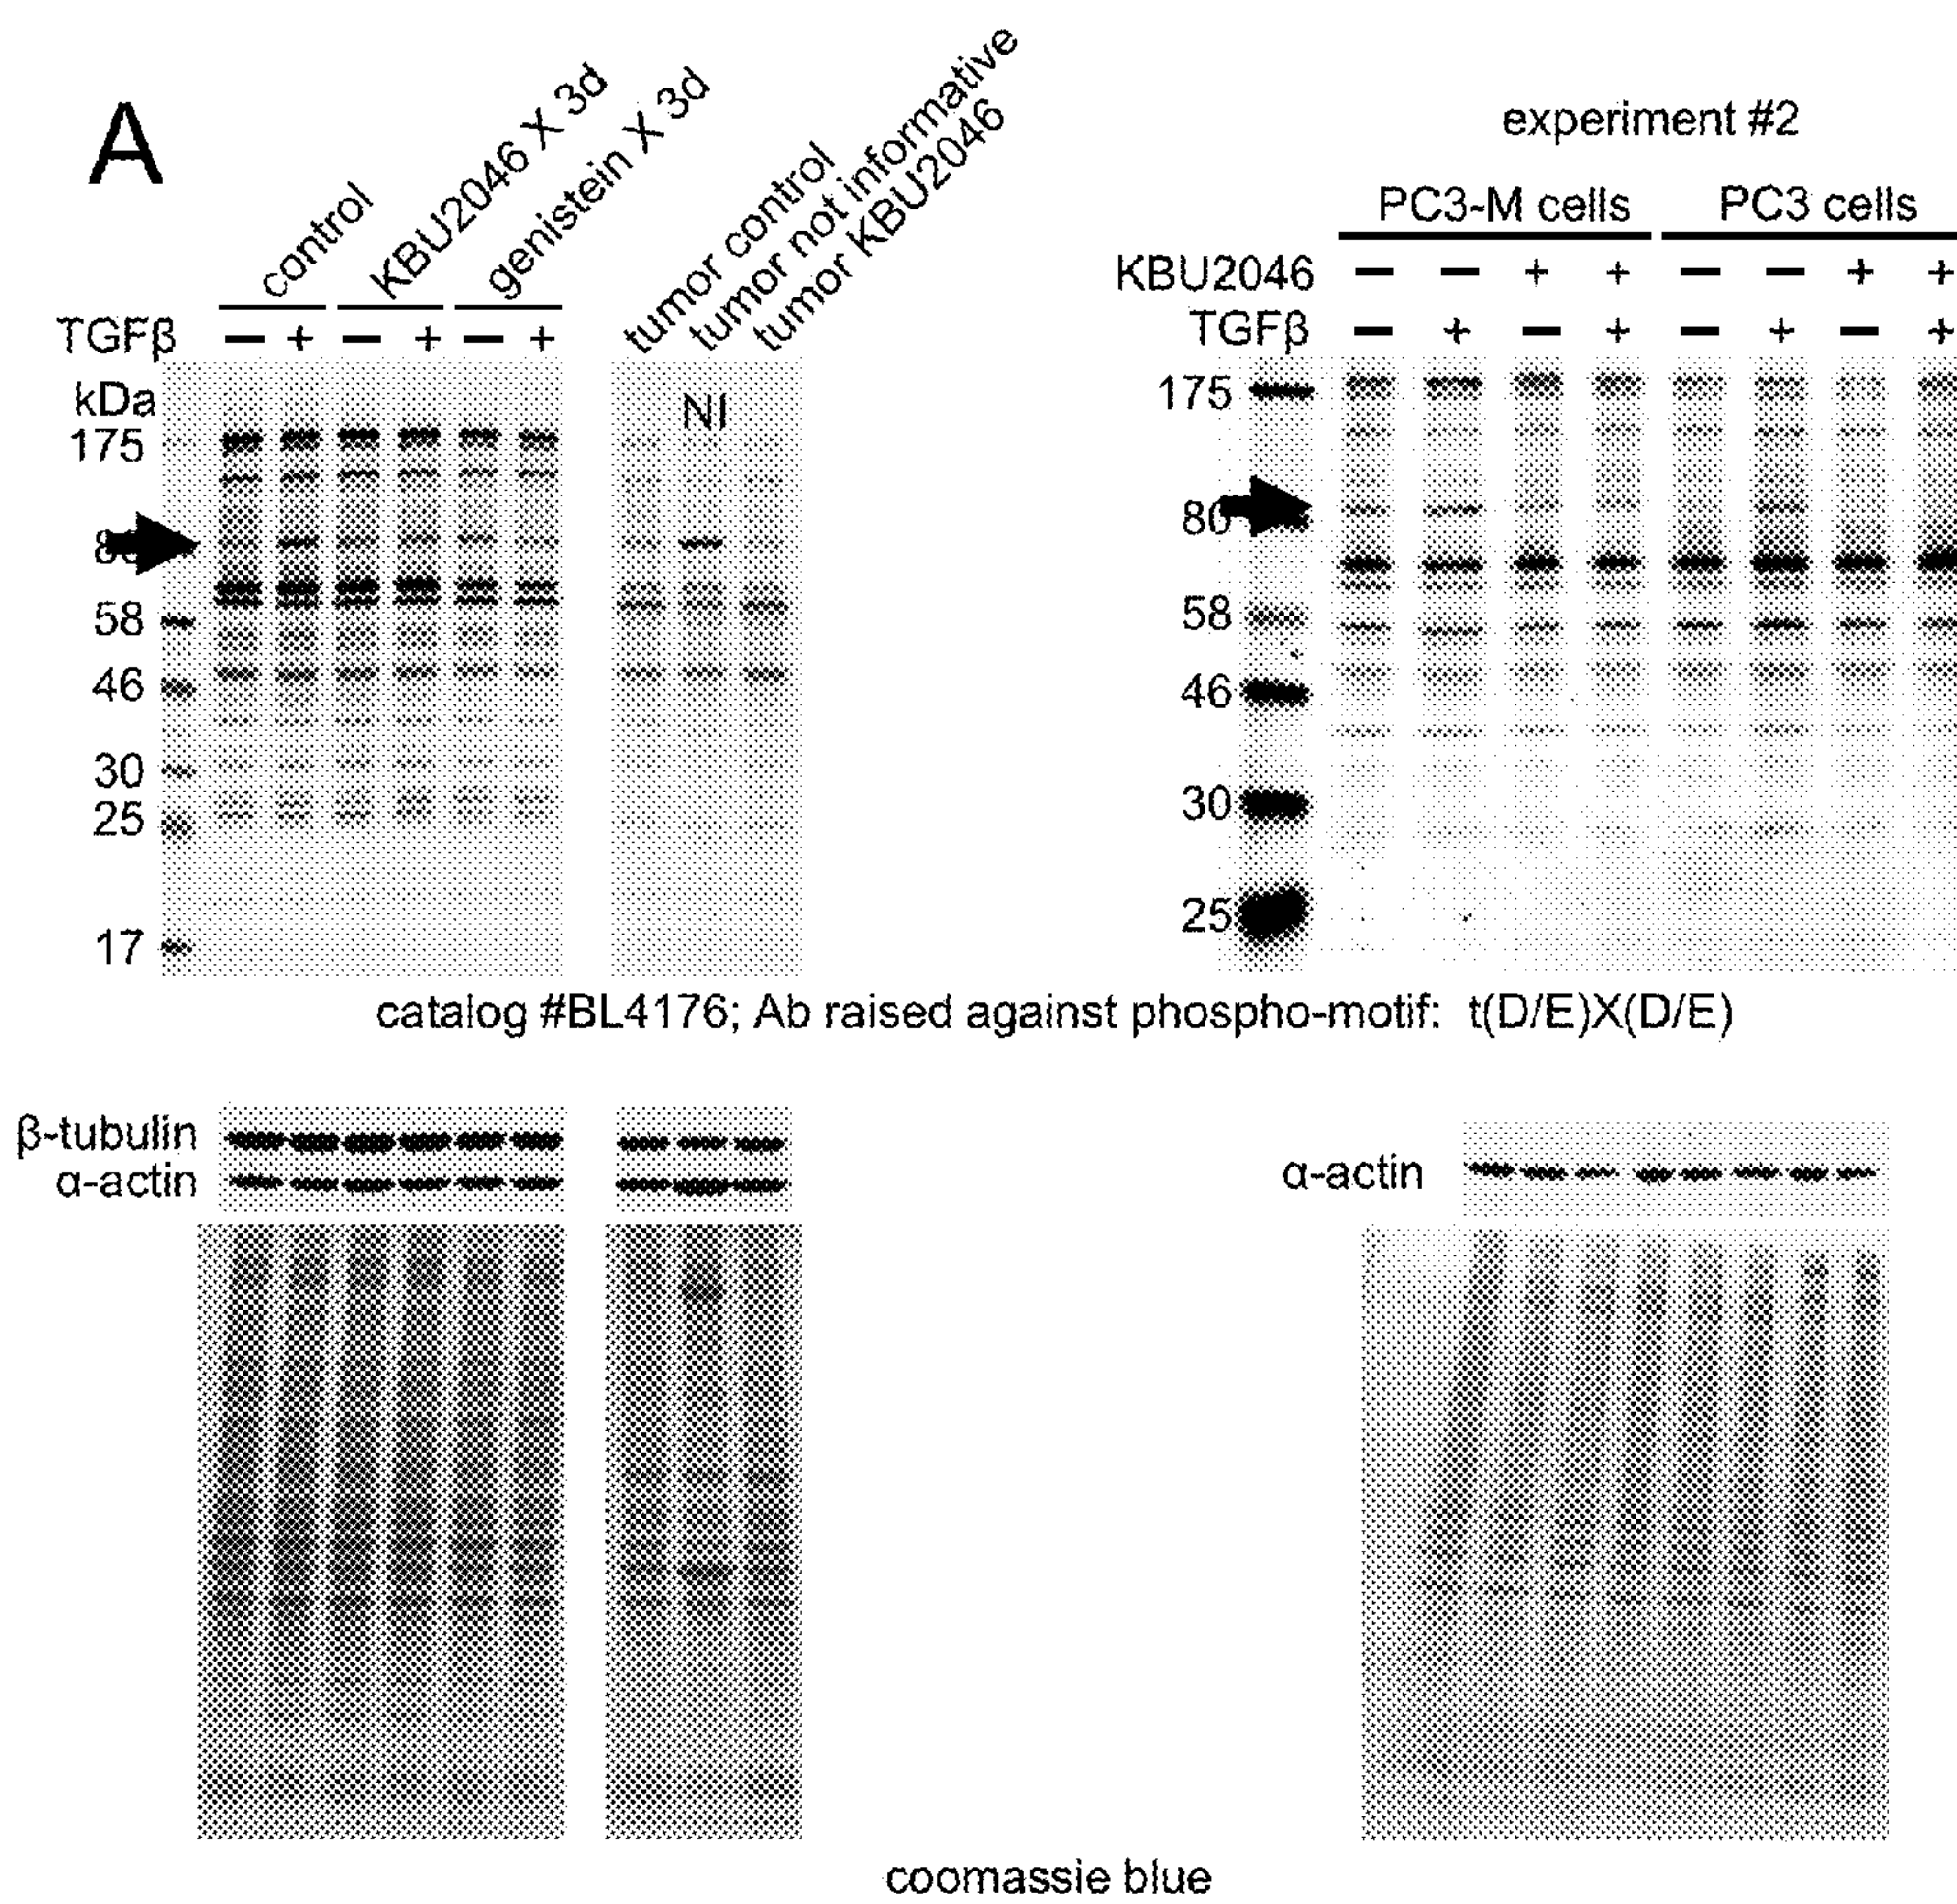 A
control
KBU2046 X 3d
genistein X 3d
tumor control
tumor not informative
tumor KBU2046
TGFβ
− + − + − +
kDa
175
58
46
30
25
17
NI
experiment #2
PC3-M cells PC3 cells
KBU2046 − − + + − − + +
TGFβ − + − + − + − +
175
80
58
46
30
25
catalog #BL4176; Ab raised against phospho-motif: t(D/E)X(D/E)
β-tubulin
α-actin
α-actin
coomassie blue